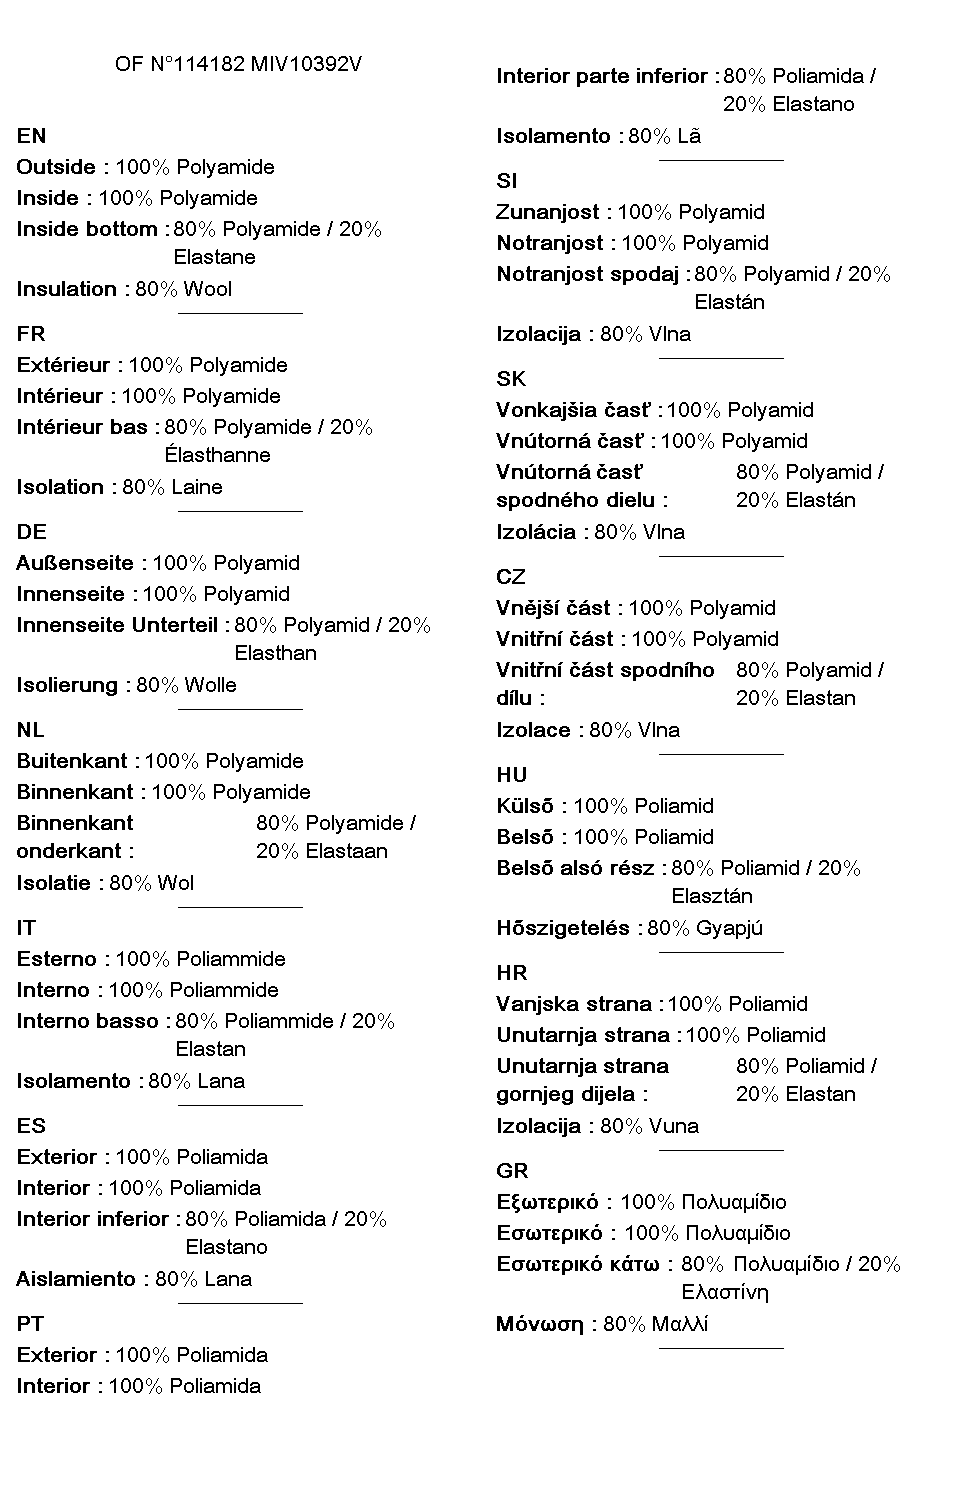 OF N°114182 MIV10392V
EN
Outside : 100% Polyamide
Inside : 100% Polyamide
Inside bottom : 80% Polyamide / 20%
Elastane
Insulation : 80% Wool
FR
Extérieur : 100% Polyamide
Intérieur : 100% Polyamide
Intérieur bas : 80% Polyamide / 20%
Élasthanne
Isolation : 80% Laine
DE
Außenseite : 100% Polyamid
Innenseite : 100% Polyamid
Innenseite Unterteil : 80% Polyamid / 20%
Elasthan
Isolierung : 80% Wolle
NL
Buitenkant : 100% Polyamide
Binnenkant : 100% Polyamide
Binnenkant 80% Polyamide /
onderkant : 20% Elastaan
Isolatie : 80% Wol
IT
Esterno : 100% Poliammide
Interno : 100% Poliammide
Interno basso : 80% Poliammide / 20%
Elastan
Isolamento : 80% Lana
ES
Exterior : 100% Poliamida
Interior : 100% Poliamida
Interior inferior : 80% Poliamida / 20%
Elastano
Aislamiento : 80% Lana
PT
Exterior : 100% Poliamida
Interior : 100% Poliamida
Interior parte inferior : 80% Poliamida /
20% Elastano
Isolamento : 80% Lã
SI
Zunanjost : 100% Polyamid
Notranjost : 100% Polyamid
Notranjost spodaj : 80% Polyamid / 20%
Elastán
Izolacija : 80% Vlna
SK
Vonkajšia časť : 100% Polyamid
Vnútorná časť : 100% Polyamid
Vnútorná časť 80% Polyamid /
spodného dielu : 20% Elastán
Izolácia : 80% Vlna
CZ
Vnější část : 100% Polyamid
Vnitřní část : 100% Polyamid
Vnitřní část spodního 80% Polyamid /
dílu : 20% Elastan
Izolace : 80% Vlna
HU
Külső : 100% Poliamid
Belső : 100% Poliamid
Belső alsó rész : 80% Poliamid / 20%
Elasztán
Hőszigetelés : 80% Gyapjú
HR
Vanjska strana : 100% Poliamid
Unutarnja strana : 100% Poliamid
Unutarnja strana 80% Poliamid /
gornjeg dijela : 20% Elastan
Izolacija : 80% Vuna
GR
Εξωτερικό : 100% Πολυαμίδιο
Εσωτερικό : 100% Πολυαμίδιο
Εσωτερικό κάτω : 80% Πολυαμίδιο / 20%
Ελαστίνη
Μόνωση : 80% Μαλλί